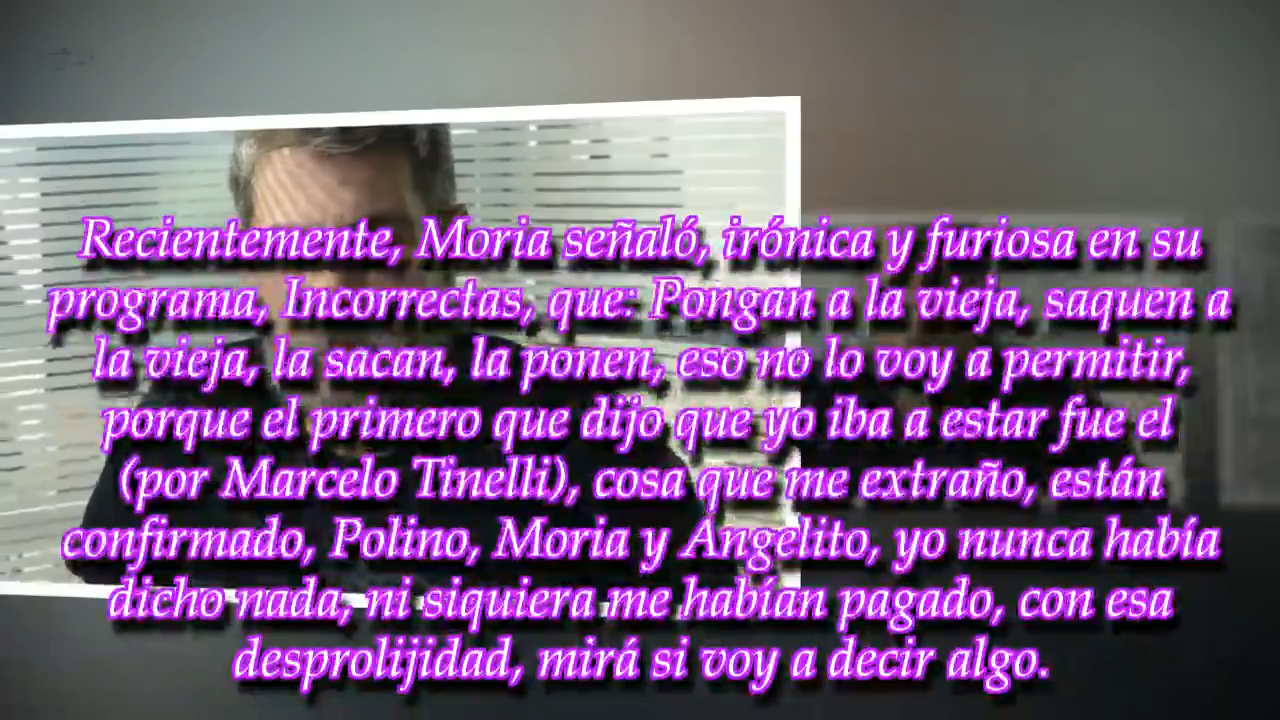 Recientemente, Moria señaló, irónica y furiosa en su
programa, Incorrectas, que: Pongan a la vieja, saquen a
la vieja, la sacan, la ponen, eso no lo voy a permitir,
porque el primero que dijo que yo iba a estar fue el
(por Marcelo Tinelli), cosa que me extraño, están
confirmado, Polino, Moria y Ángelito, yo nunca había
dicho nada, ni siquiera me habían pagado, con esa
desprolijidad, mirá si voy a decir algo.